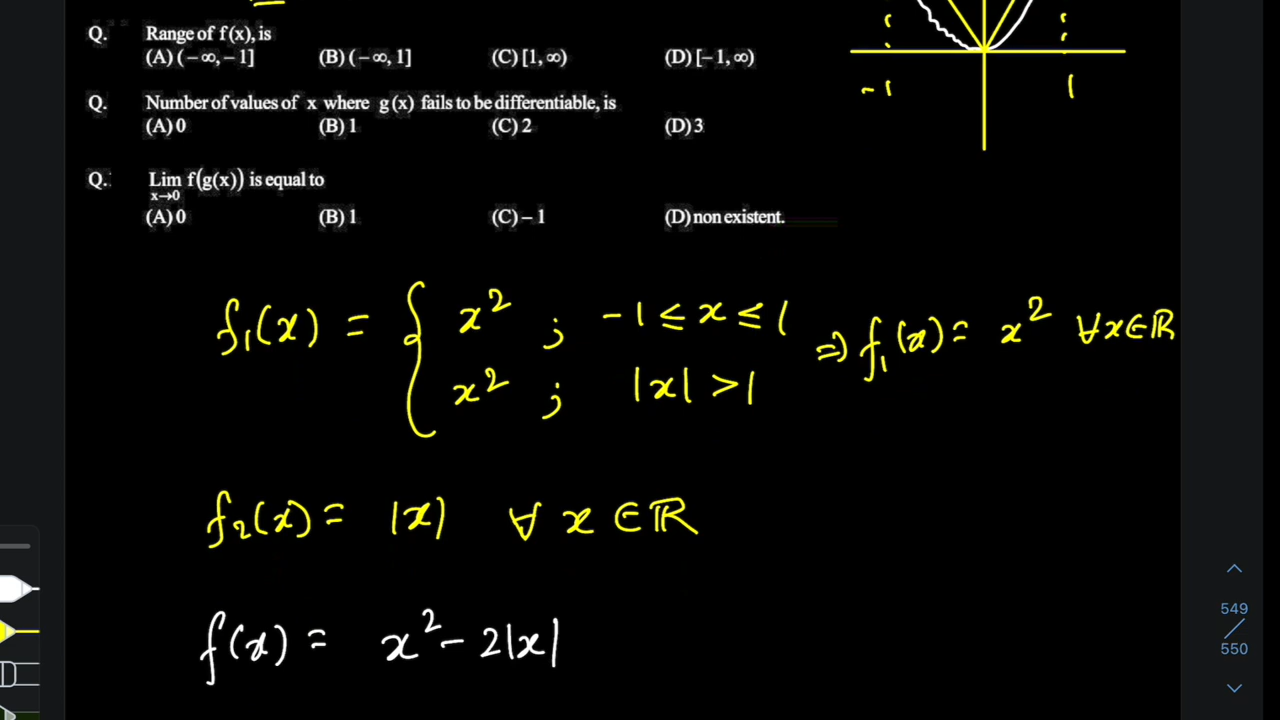 Q. Range of f(x), is
(A) (−∞, −1] (B) (−∞, 1] (C) [1, ∞) (D) [−1, ∞)
-1 1
Q. Number of values of x where g(x) fails to be differentiable, is
(A) 0 (B) 1 (C) 2 (D) 3
Q. Lim f(g(x)) is equal to
x→0
(A) 0 (B) 1 (C) – 1 (D) non existent.
f₁(x) = { x² ; -1 ≤ x ≤ 1 ⇒ f₁(x) = x² ∀ x ∈ ℝ
x² ; |x| > 1
f₂(x) = |x| ∀ x ∈ ℝ
f(x) = x² - 2|x|
549
/
550